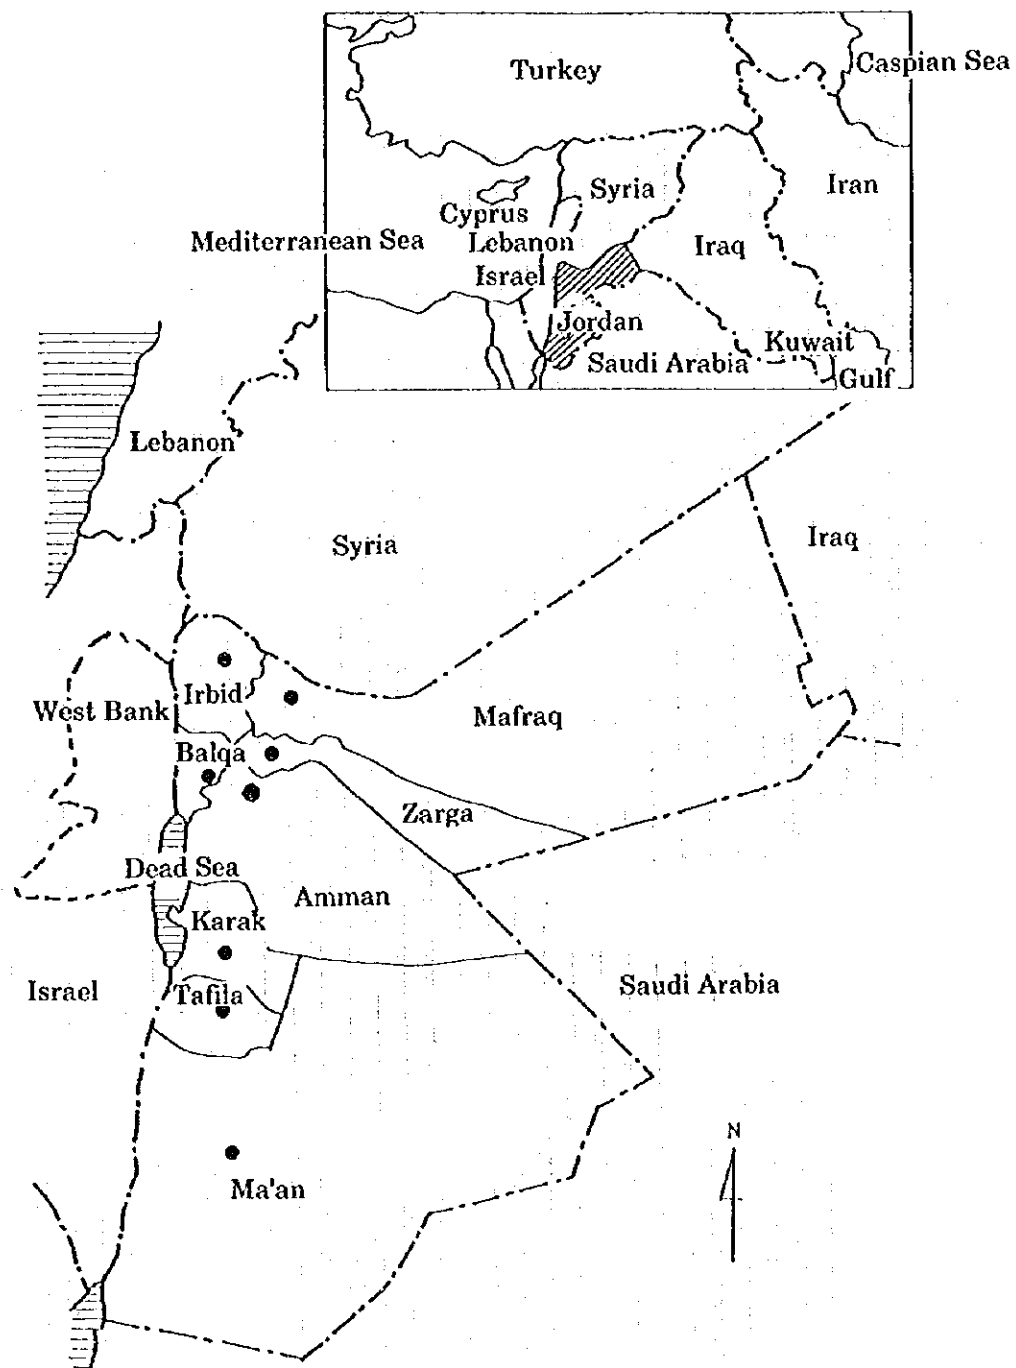 Turkey
Caspian Sea
Syria
Iran
Cyprus
Mediterranean Sea
Lebanon
Iraq
Israel
Jordan
Kuwait
Saudi Arabia
Gulf
Lebanon
Syria
Iraq
Irbid
West Bank
Mafraq
Balqa
Zarga
Dead Sea
Amman
Karak
Israel
Tafila
Saudi Arabia
N
Ma'an